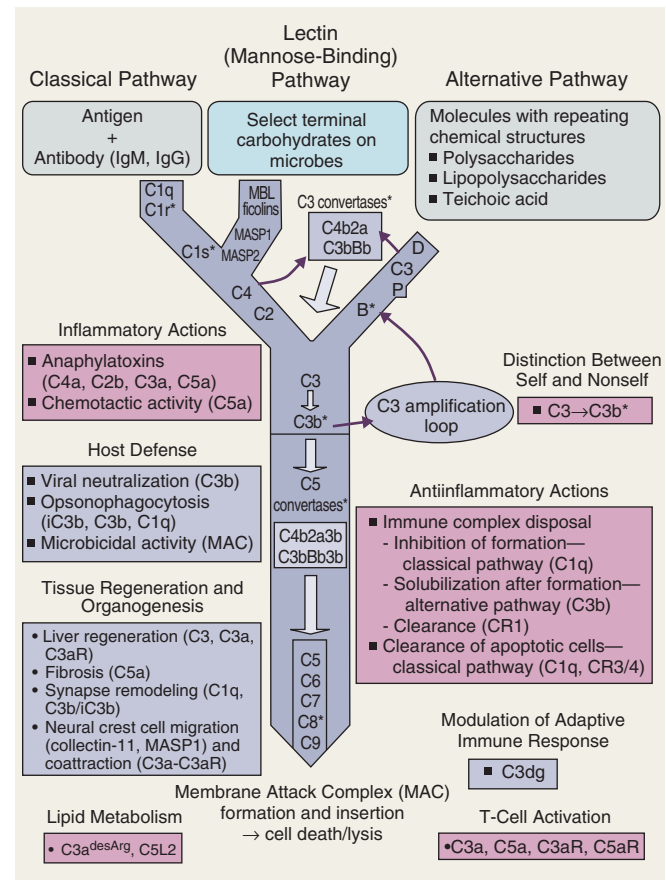 Classical Pathway
Lectin
(Mannose-Binding)
Pathway
Alternative Pathway
Antigen
+
Antibody (IgM, IgG)
Select terminal
carbohydrates on
microbes
Molecules with repeating
chemical structures
■ Polysaccharides
■ Lipopolysaccharides
■ Teichoic acid
C1q
C1r*
C1s*
MBL
ficolins
MASP1
MASP2
C4
C2
C3 convertases*
C4b2a
C3bBb
D
C3
P
B*
Inflammatory Actions
■ Anaphylatoxins
(C4a, C2b, C3a, C5a)
■ Chemotactic activity (C5a)
C3
C3b*
C3 amplification
loop
Distinction Between
Self and Nonself
■ C3→C3b*
Host Defense
■ Viral neutralization (C3b)
■ Opsonophagocytosis
(iC3b, C3b, C1q)
■ Microbicidal activity (MAC)
C5
convertases*
C4b2a3b
C3bBb3b
Antiinflammatory Actions
■ Immune complex disposal
- Inhibition of formation—
classical pathway (C1q)
- Solubilization after formation—
alternative pathway (C3b)
- Clearance (CR1)
■ Clearance of apoptotic cells—
classical pathway (C1q, CR3/4)
Tissue Regeneration and
Organogenesis
• Liver regeneration (C3, C3a,
C3aR)
• Fibrosis (C5a)
• Synapse remodeling (C1q,
C3b/iC3b)
• Neural crest cell migration
(collectin-11, MASP1) and
coattraction (C3a-C3aR)
C5
C6
C7
C8*
C9
Modulation of Adaptive
Immune Response
■ C3dg
Membrane Attack Complex (MAC)
formation and insertion
→ cell death/lysis
Lipid Metabolism
• C3adesArg, C5L2
T-Cell Activation
•C3a, C5a, C3aR, C5aR